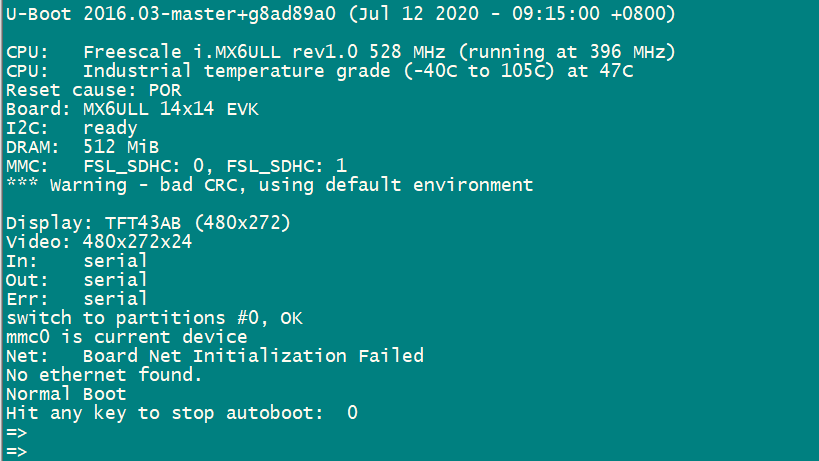 U-Boot 2016.03-master+g8ad89a0 (Jul 12 2020 - 09:15:00 +0800)
CPU:   Freescale i.MX6ULL rev1.0 528 MHz (running at 396 MHz)
CPU:   Industrial temperature grade (-40C to 105C) at 47C
Reset cause: POR
Board: MX6ULL 14x14 EVK
I2C:   ready
DRAM:  512 MiB
MMC:   FSL_SDHC: 0, FSL_SDHC: 1
*** Warning - bad CRC, using default environment
Display: TFT43AB (480x272)
Video: 480x272x24
In:    serial
Out:   serial
Err:   serial
switch to partitions #0, OK
mmc0 is current device
Net:   Board Net Initialization Failed
No ethernet found.
Normal Boot
Hit any key to stop autoboot:  0
=>
=>